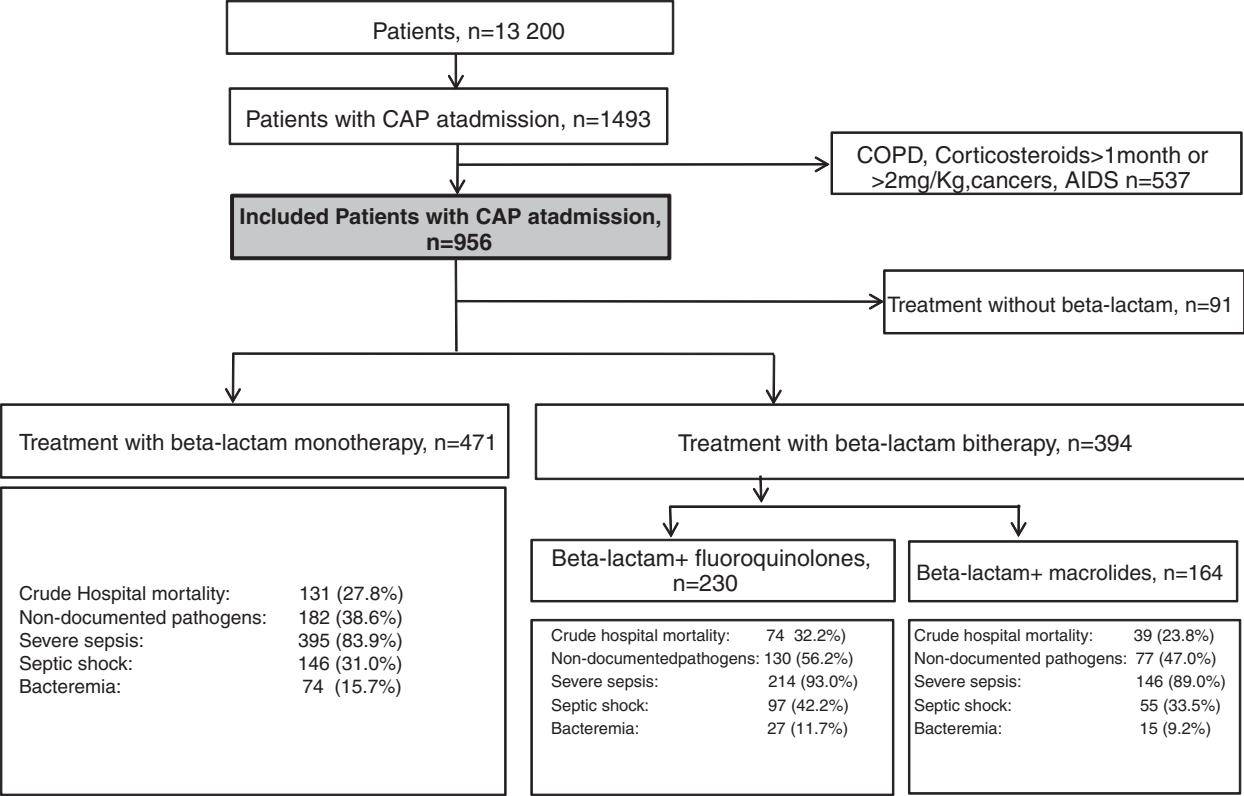 Patients, n=13 200
Patients with CAP atadmission, n=1493
COPD, Corticosteroids>1month or
>2mg/Kg,cancers, AIDS n=537
Included Patients with CAP atadmission,
n=956
Treatment without beta-lactam, n=91
Treatment with beta-lactam monotherapy, n=471
Treatment with beta-lactam bitherapy, n=394
Beta-lactam+ fluoroquinolones,
n=230
Beta-lactam+ macrolides, n=164
Crude Hospital mortality: 131 (27.8%)
Non-documented pathogens: 182 (38.6%)
Severe sepsis: 395 (83.9%)
Septic shock: 146 (31.0%)
Bacteremia: 74 (15.7%)
Crude hospital mortality: 74 32.2%)
Non-documentedpathogens: 130 (56.2%)
Severe sepsis: 214 (93.0%)
Septic shock: 97 (42.2%)
Bacteremia: 27 (11.7%)
Crude hospital mortality: 39 (23.8%)
Non-documented pathogens: 77 (47.0%)
Severe sepsis: 146 (89.0%)
Septic shock: 55 (33.5%)
Bacteremia: 15 (9.2%)